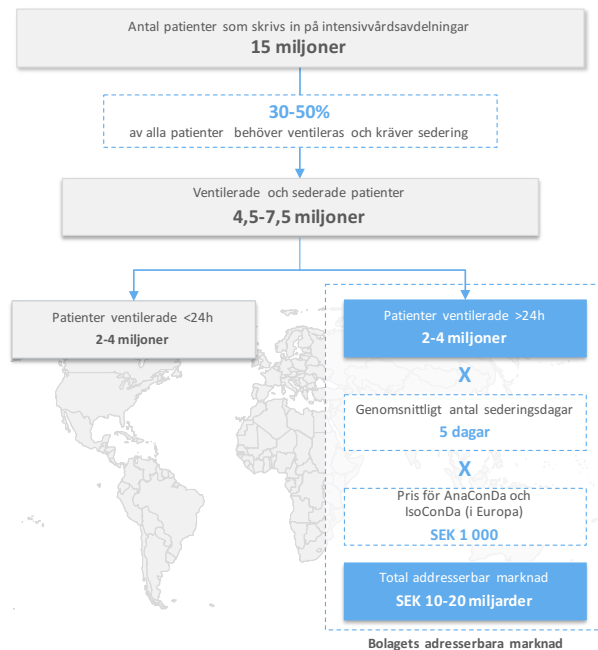 Antal patienter som skrivs in på intensivvårdsavdelningar
15 miljoner
30-50%
av alla patienter behöver ventileras och kräver sedering
Ventilerade och sederade patienter
4,5-7,5 miljoner
Patienter ventilerade <24h
2-4 miljoner
Patienter ventilerade >24h
2-4 miljoner
X
Genomsnittligt antal sederingsdagar
5 dagar
X
Pris för AnaConDa och
IsoConDa (i Europa)
SEK 1 000
Total addresserbar marknad
SEK 10-20 miljarder
Bolagets adresserbara marknad